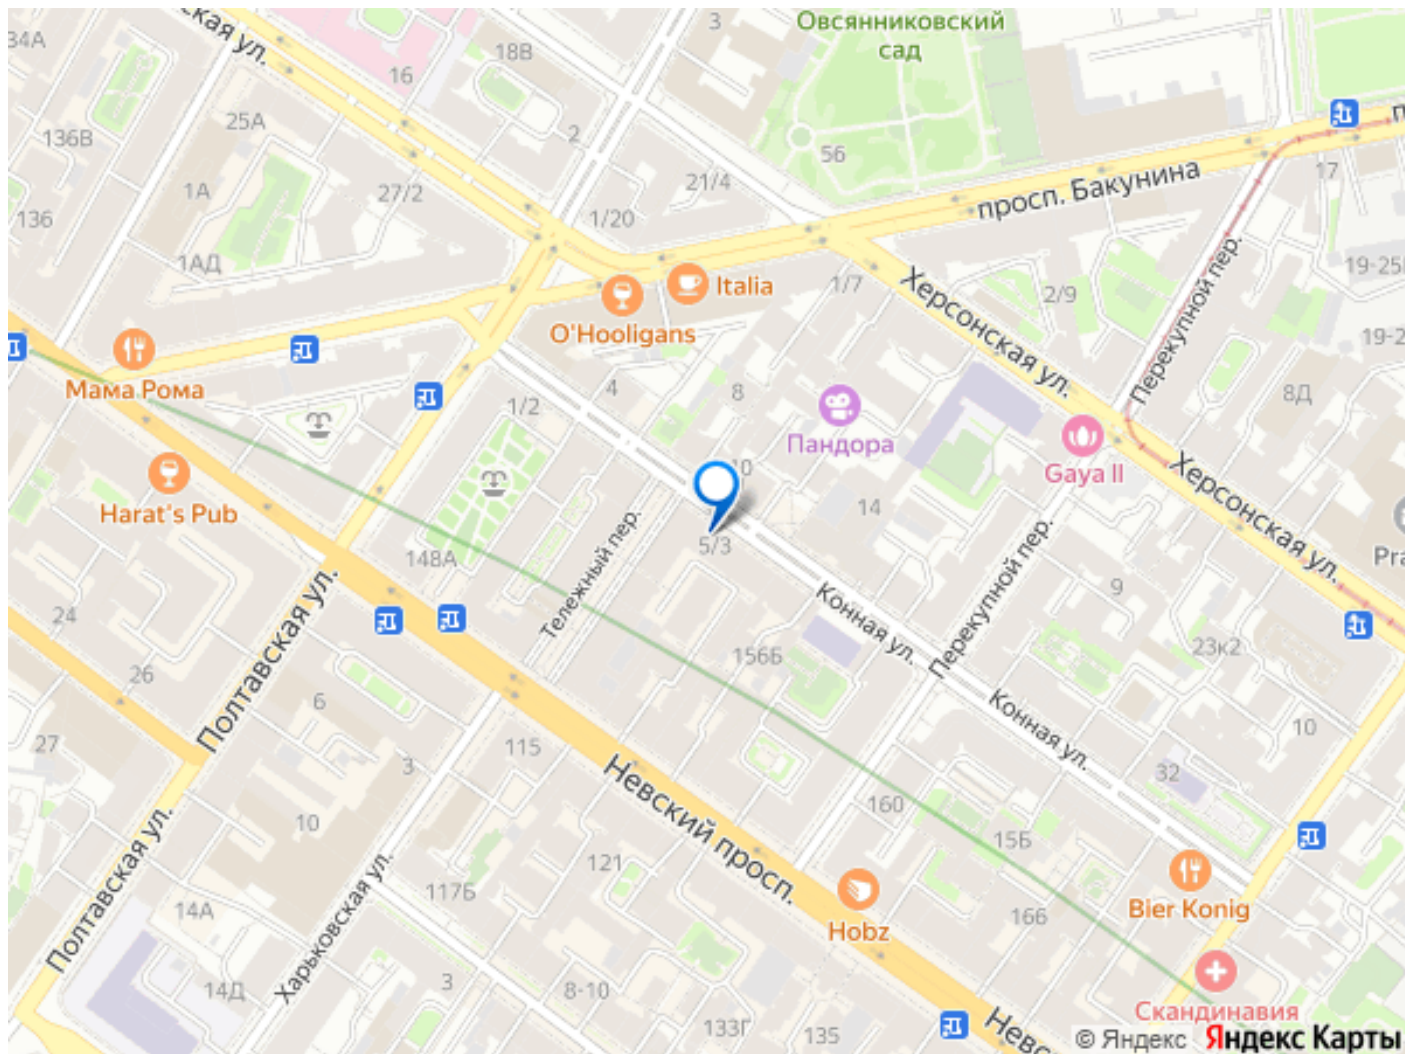 Овсянниковский
сад
3
34А
ская ул.
18В
16
25А
2
136В
56
21/4
17
просп. Бакунина
1А
27/2
136
1/20
1АД
Перекупной пер.
Italia
1/7
Херсонская ул.
2/9
O'Hooligans
Мама Рома
4
8
8Д
1/2
Пандора
10
Gaya II
Херсонская ул.
Harat's Pub
14
Тележный пер.
5/3
148А
Перекупной пер.
Полтавская ул.
Конная ул.
9
24
23к2
156Б
26
6
Конная ул.
10
27
115
3
Невский просп.
32
160
10
15Б
Полтавская ул.
121
117Б
Харьковская ул.
14А
166
Bier Konig
Hobz
3
14Д
8-10
Скандинавия
133Г
135
© Яндекс Яндекс Карты